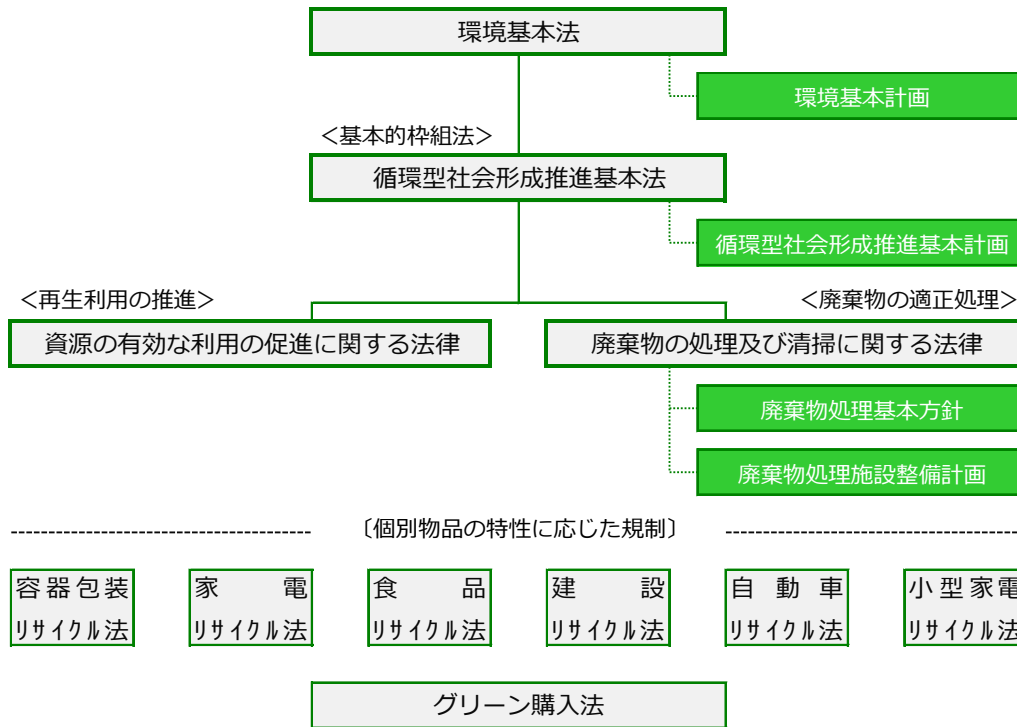 環境基本法
環境基本計画
＜基本的枠組法＞
循環型社会形成推進基本法
循環型社会形成推進基本計画
＜再生利用の推進＞
＜廃棄物の適正処理＞
資源の有効な利用の促進に関する法律
廃棄物の処理及び清掃に関する法律
廃棄物処理基本方針
廃棄物処理施設整備計画
〔個別物品の特性に応じた規制〕
容器包装
ﾘｻｲｸﾙ法
家電
ﾘｻｲｸﾙ法
食品
ﾘｻｲｸﾙ法
建設
ﾘｻｲｸﾙ法
自動車
ﾘｻｲｸﾙ法
小型家電
ﾘｻｲｸﾙ法
グリーン購入法